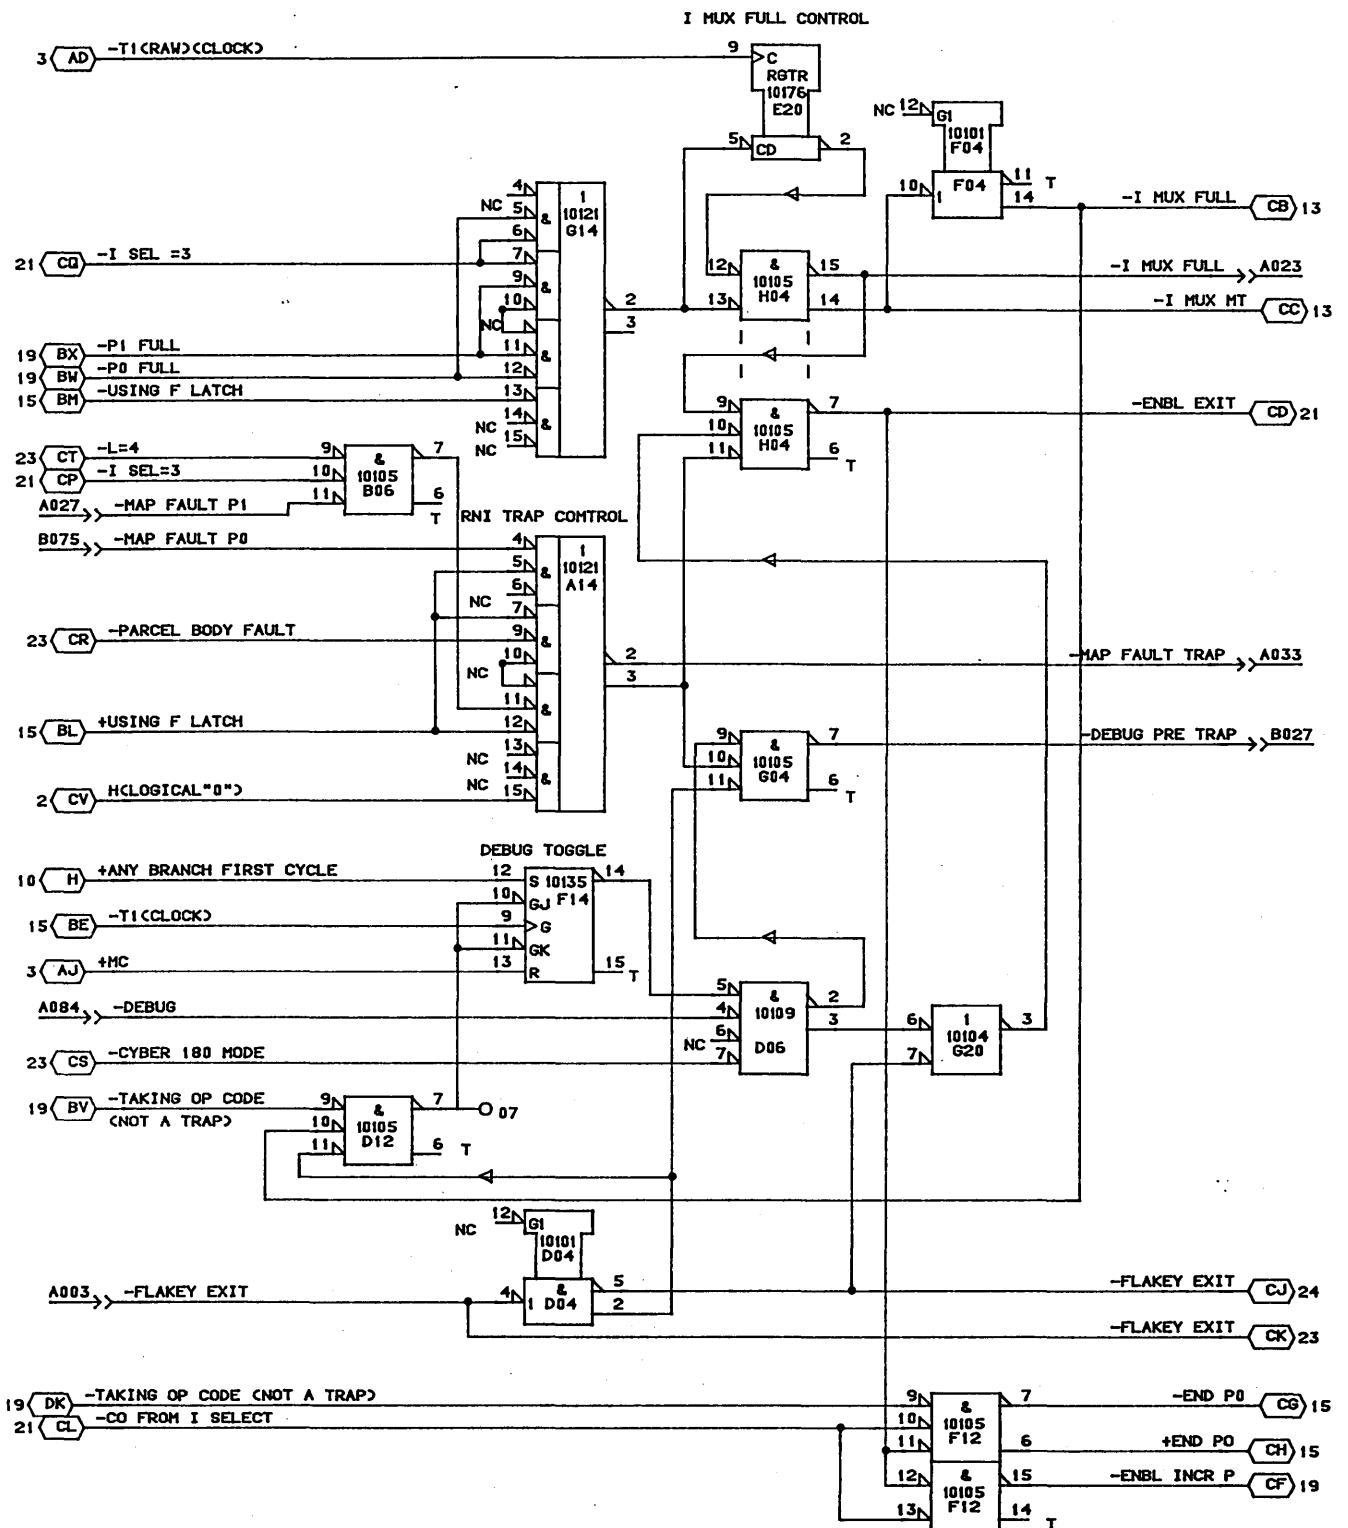 I MUX FULL CONTROL
3 AD -T1(RAW)(CLOCK) 9 C
RGTR
10176
E20
5 CD 2
NC 12 G1
10101
F04
10 1 F04 11 T
14 -I MUX FULL CB 13
4 1
NC 5 & 10121
6 G14
21 CQ -I SEL =3 7
9 &
10
NC
2
3
19 BX -P1 FULL 11 &
19 BW -P0 FULL 12
15 BM -USING F LATCH 13
NC 14 &
NC 15
12 & 15 -I MUX FULL A023
10105
13 H04 14 -I MUX MT CC 13
9 & 7 -ENBL EXIT CD 21
10 10105
11 H04 6 T
23 CT -L=4 9 & 7
21 CP -I SEL=3 10 10105
A027 -MAP FAULT P1 11 B06 6 T
RNI TRAP COMTROL
B075 -MAP FAULT P0 4 1
5 & 10121
NC 6 A14
7
23 CR -PARCEL BODY FAULT 9 &
NC 10
2 -MAP FAULT TRAP A033
3
11 &
15 BL +USING F LATCH 12
NC 13
NC 14 &
2 CV H(LOGICAL"0") 15
9 & 7 -DEBUG PRE TRAP B027
10 10105
11 G04 6 T
DEBUG TOGGLE
10 H +ANY BRANCH FIRST CYCLE 12 S 10135 14
10 GJ F14
15 BE -T1(CLOCK) 9 G
11 GK
3 AJ +MC 13 R 15 T
A084 -DEBUG
5 & 2
4 10109 3
NC 6
23 CS -CYBER 180 MODE 7 D06
6 1 3
10104
7 G20
19 BV -TAKING OP CODE 9 & 7 07
(NOT A TRAP) 10 10105
11 D12 6 T
NC 12 G1
10101
D04
A003 -FLAKEY EXIT 4 1 & D04 5 -FLAKEY EXIT CJ 24
2
-FLAKEY EXIT CK 23
19 DK -TAKING OP CODE (NOT A TRAP) 9 & 7 -END P0 CG 15
21 CL -CO FROM I SELECT 10 10105
11 F12 6 +END PO CH 15
12 & 15 -ENBL INCR P CF 19
10105
13 F12 14 T